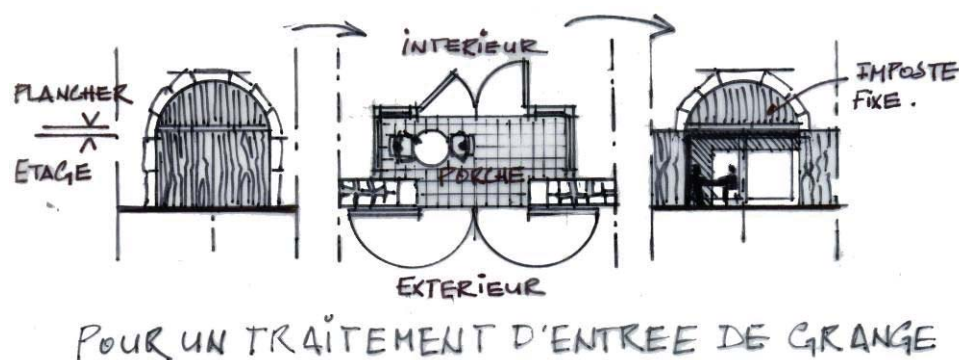 INTERIEUR
PLANCHER
ETAGE
IMPOSTE
FIXE.
PORCHE
EXTERIEUR
POUR UN TRAITEMENT D'ENTREE DE GRANGE